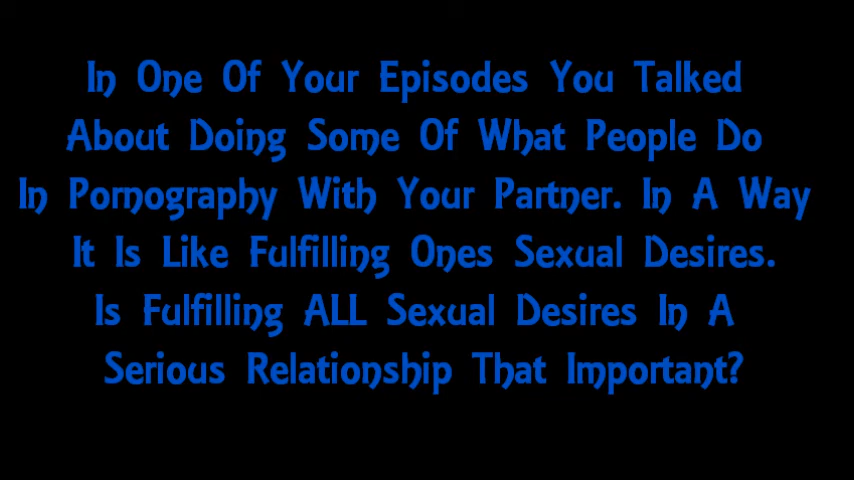 In One Of Your Episodes You Talked
About Doing Some Of What People Do
In Pornography With Your Partner. In A Way
It Is Like Fulfilling Ones Sexual Desires.
Is Fulfilling ALL Sexual Desires In A
Serious Relationship That Important?